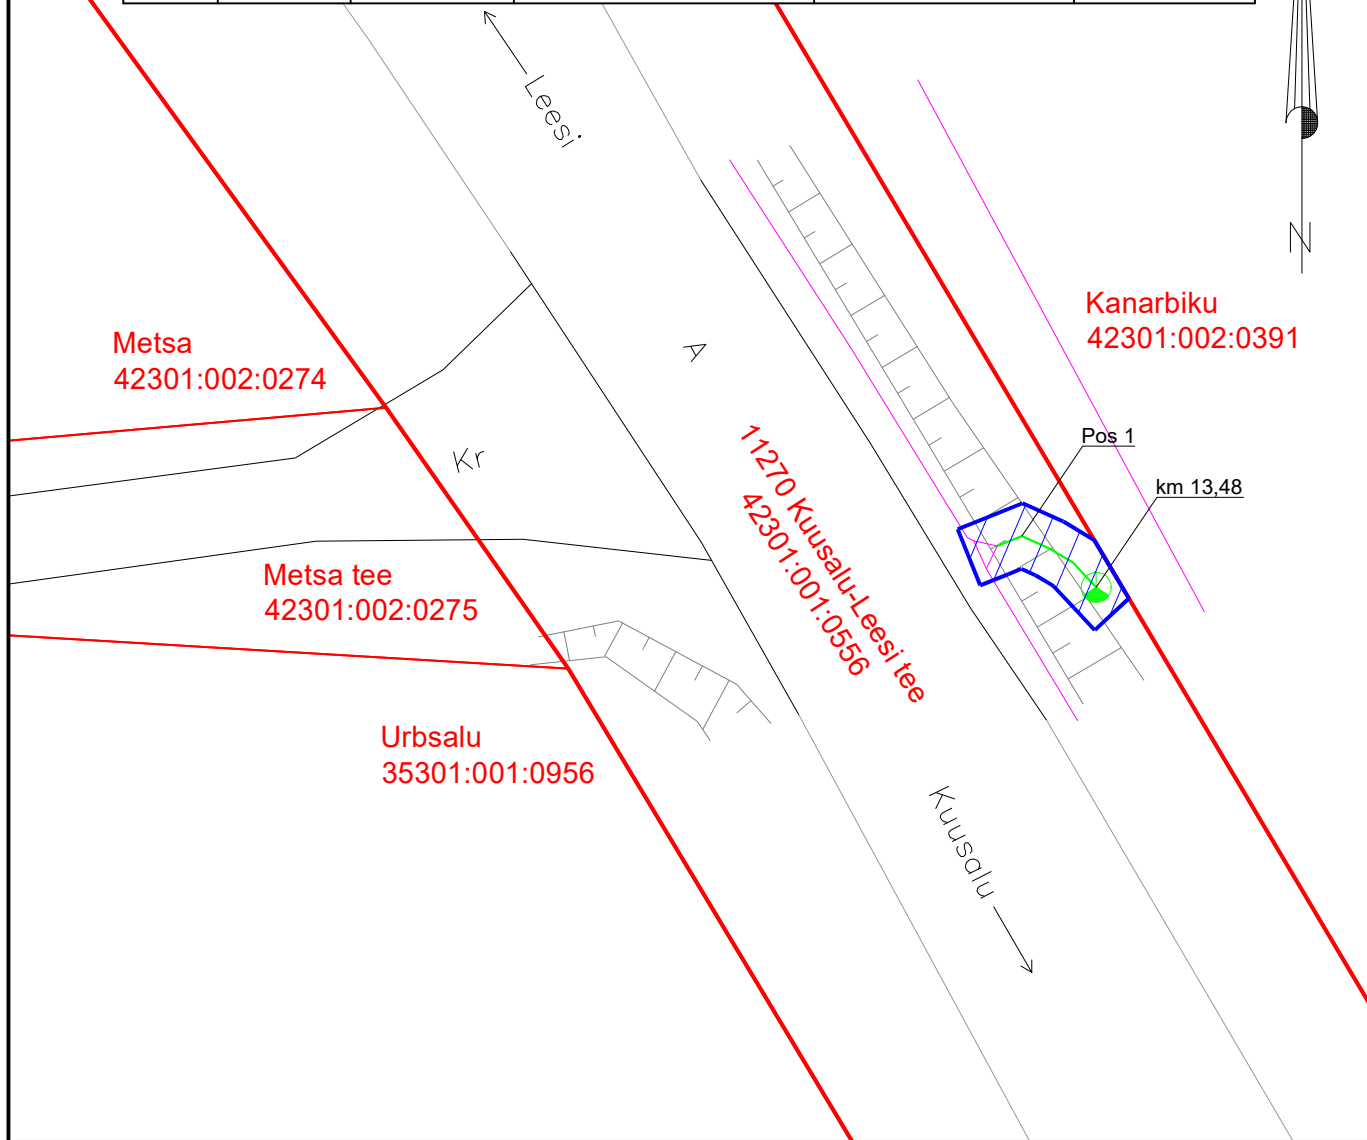 Leesi
N
Kanarbiku
42301:002:0391
Metsa
42301:002:0274
A
Pos 1
Kr
km 13,48
11270 Kuusalu-Leesi tee
42301:001:0556
Metsa tee
42301:002:0275
Urbsalu
35301:001:0956
Kuusalu